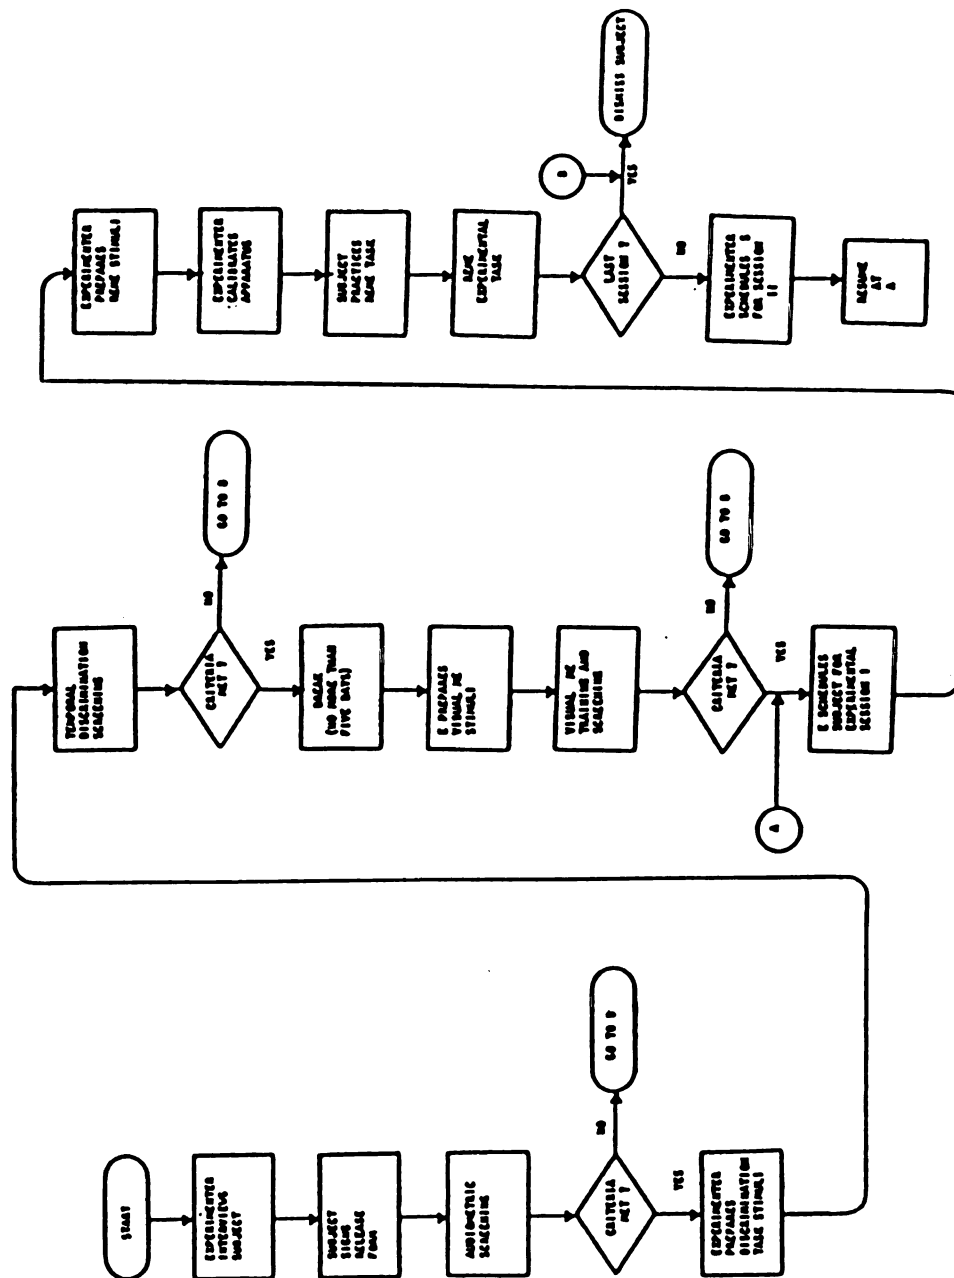 START
EXPERIMENTER
INTERVIEWS
SUBJECT
SUBJECT
SIGNS
RELEASE
FORM
AUDIOMETRIC
SCREENING
CRITERIA
MET ?
NO
GO TO B
YES
EXPERIMENTER
PREPARES
DISCRIMINATION
TASK STIMULI
TEMPORAL
DISCRIMINATION
SCREENING
CRITERIA
MET ?
NO
GO TO B
YES
BREAK
(NO MORE THAN
FIVE DAYS)
E PREPARES
VISUAL ME
STIMULI
VISUAL ME
TRAINING AND
SCREENING
CRITERIA
MET ?
NO
GO TO B
YES
A
E SCHEDULES
SUBJECT FOR
EXPERIMENTAL
SESSION I
EXPERIMENTER
PREPARES
STIMULI
EXPERIMENTER
CALIBRATES
APPARATUS
SUBJECT
PRACTICES
TASK
EXPERIMENTAL
TASK
LAST
SESSION ?
YES
B
DISMISS SUBJECT
NO
EXPERIMENTER
SCHEDULES S
FOR SESSION
II
RESUME
AT
A